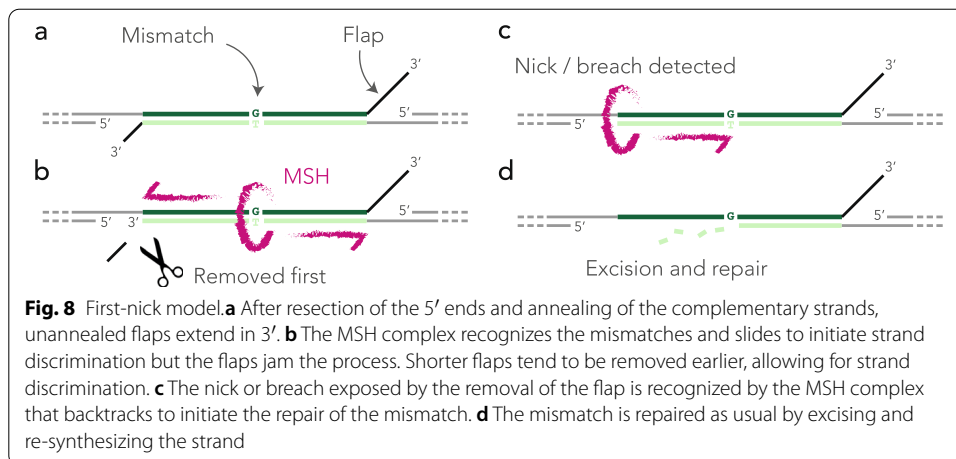 a
Mismatch
Flap
3′
G
T
5′
5′
3′
b
MSH
3′
G
T
5′
5′
3′
Removed first
c
Nick / breach detected
3′
G
T
5′
5′
d
3′
G
5′
5′
Excision and repair
Fig. 8 First-nick model.a After resection of the 5′ ends and annealing of the complementary strands,
unannealed flaps extend in 3′. b The MSH complex recognizes the mismatches and slides to initiate strand
discrimination but the flaps jam the process. Shorter flaps tend to be removed earlier, allowing for strand
discrimination. c The nick or breach exposed by the removal of the flap is recognized by the MSH complex
that backtracks to initiate the repair of the mismatch. d The mismatch is repaired as usual by excising and
re-synthesizing the strand